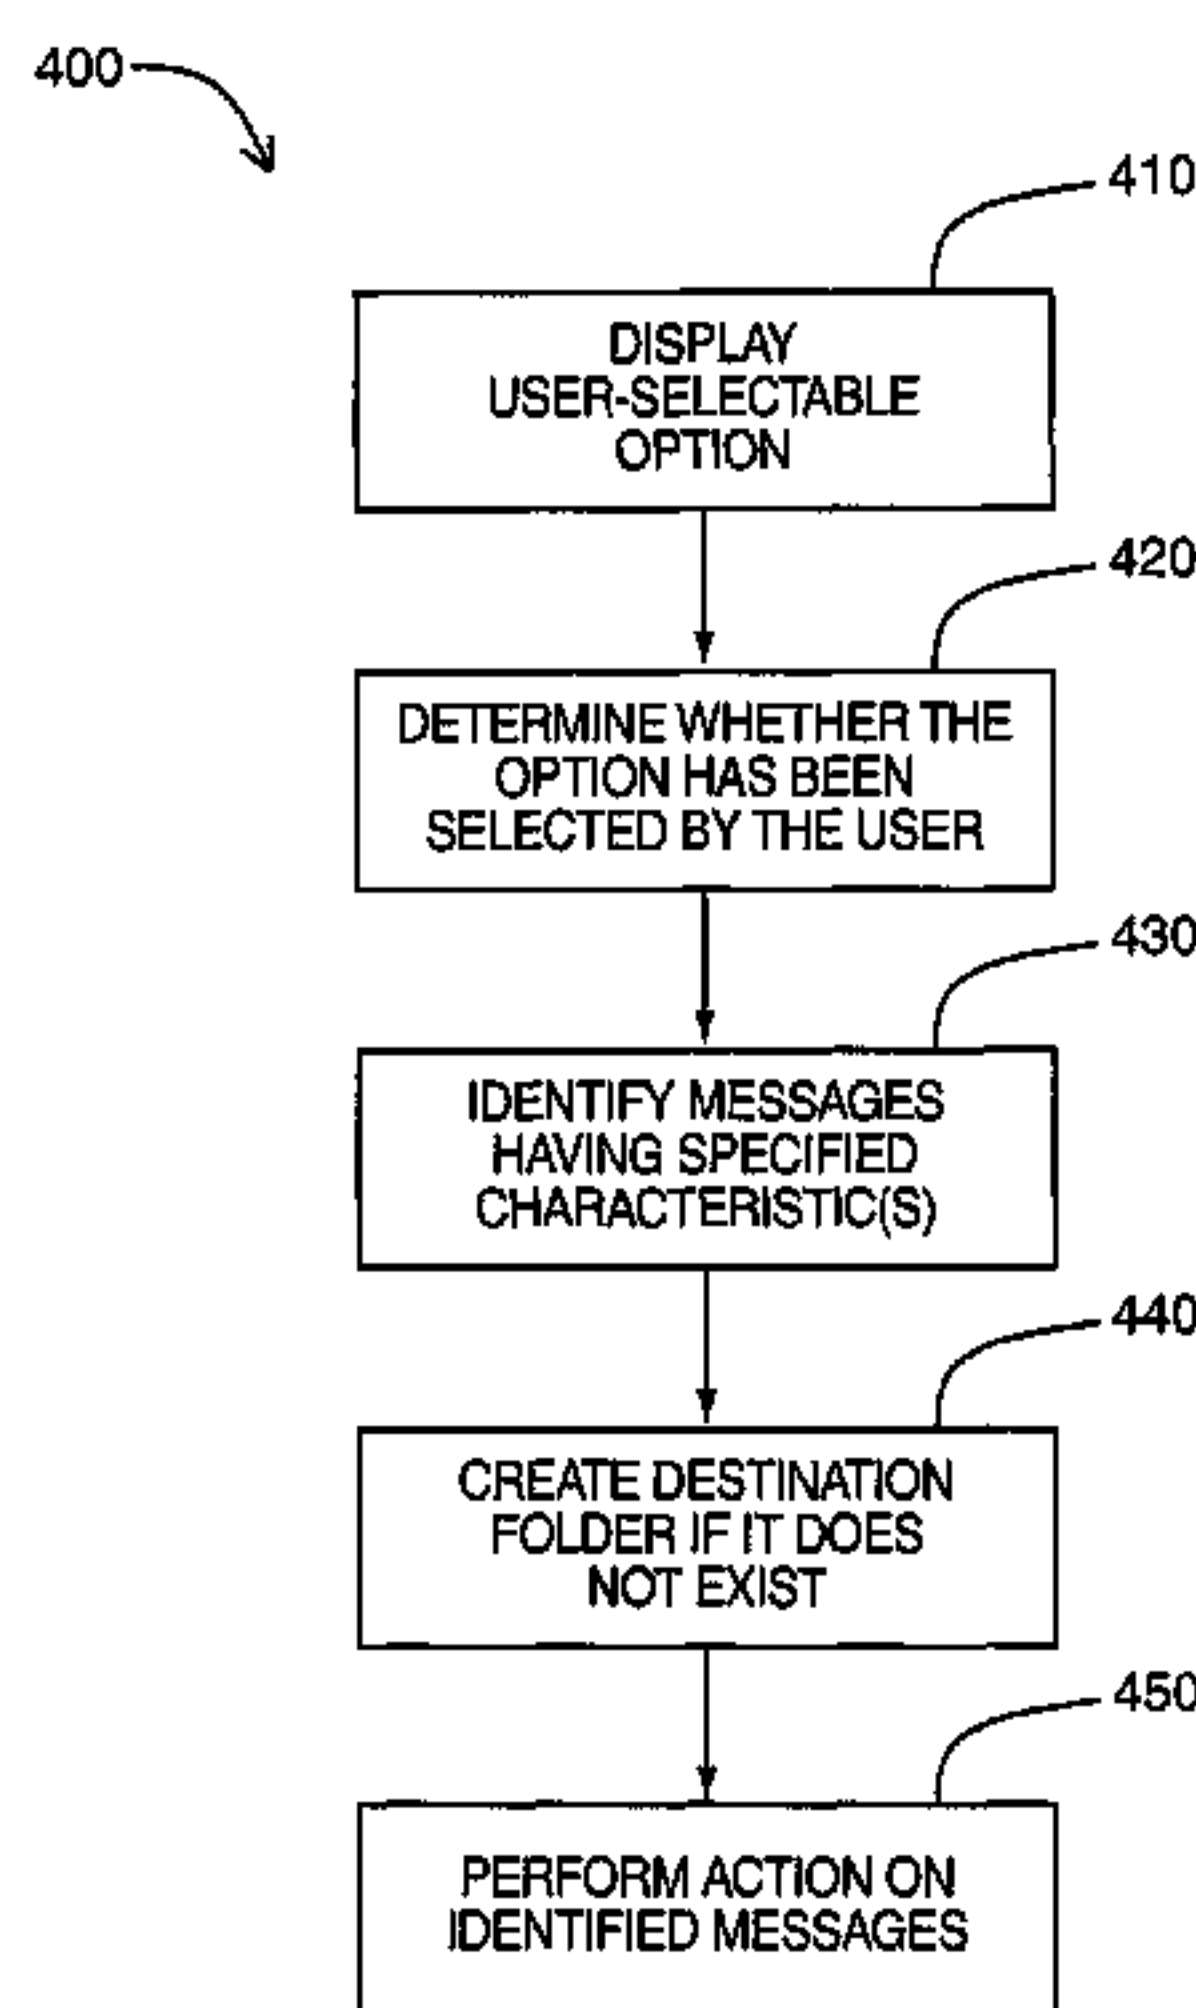 400
410
DISPLAY
USER-SELECTABLE
OPTION
420
DETERMINE WHETHER THE
OPTION HAS BEEN
SELECTED BY THE USER
430
IDENTIFY MESSAGES
HAVING SPECIFIED
CHARACTERISTIC(S)
440
CREATE DESTINATION
FOLDER IF IT DOES
NOT EXIST
450
PERFORM ACTION ON
IDENTIFIED MESSAGES